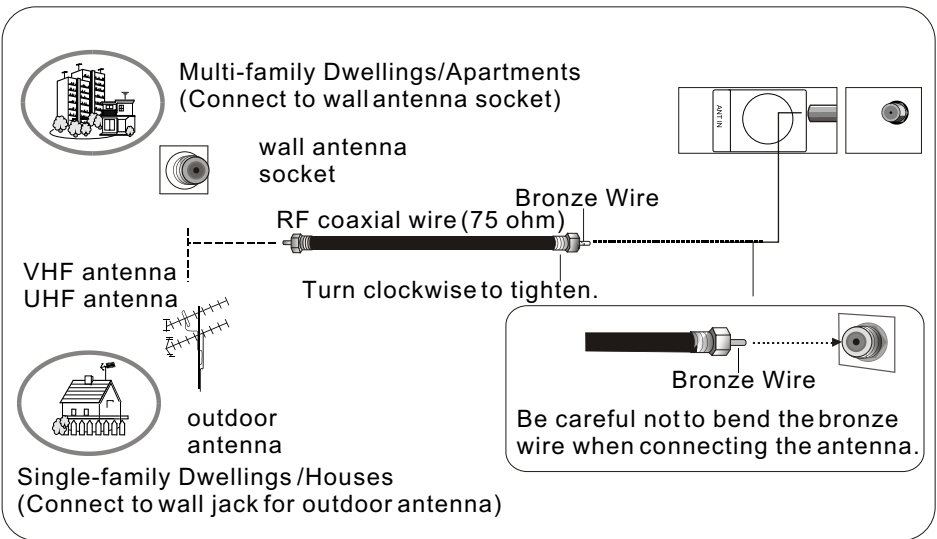 Multi-family Dwellings/Apartments
(Connect to wall antenna socket)
ANT IN
wall antenna
socket
Bronze Wire
RF coaxial wire (75 ohm)
VHF antenna
UHF antenna
Turn clockwise to tighten.
Bronze Wire
outdoor
antenna
Be careful not to bend the bronze
wire when connecting the antenna.
Single-family Dwellings /Houses
(Connect to wall jack for outdoor antenna)